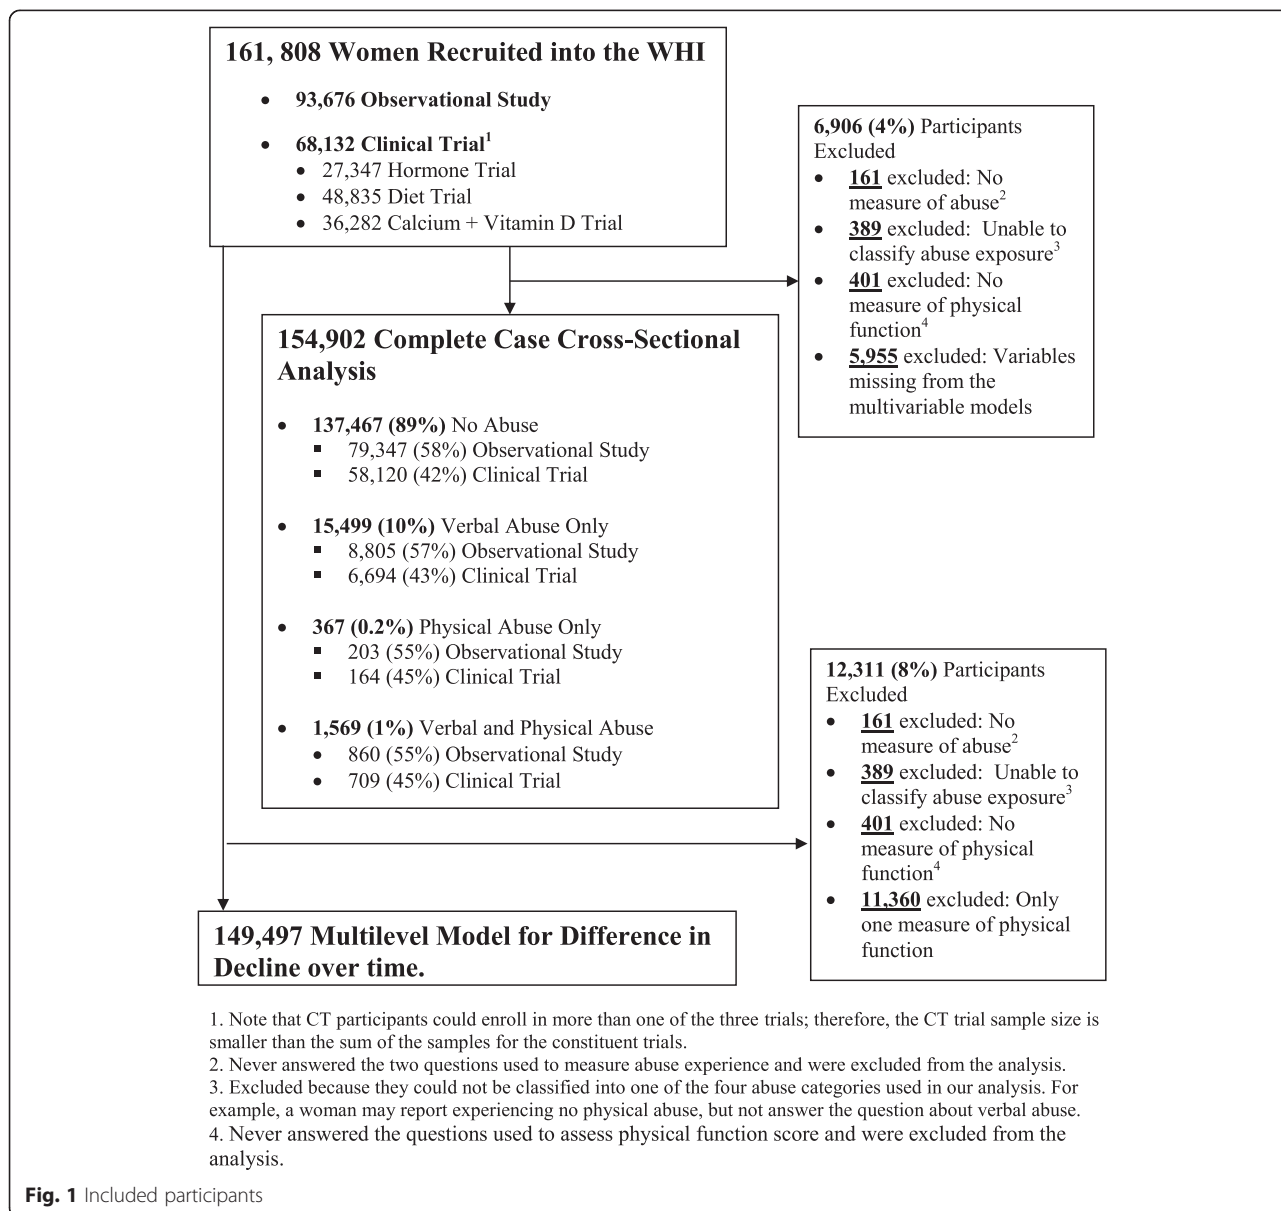 161, 808 Women Recruited into the WHI
• 93,676 Observational Study
• 68,132 Clinical Trial1
• 27,347 Hormone Trial
• 48,835 Diet Trial
• 36,282 Calcium + Vitamin D Trial
6,906 (4%) Participants
Excluded
• 161 excluded: No
measure of abuse2
• 389 excluded: Unable to
classify abuse exposure3
• 401 excluded: No
measure of physical
function4
• 5,955 excluded: Variables
missing from the
multivariable models
154,902 Complete Case Cross-Sectional
Analysis
• 137,467 (89%) No Abuse
▪ 79,347 (58%) Observational Study
▪ 58,120 (42%) Clinical Trial
• 15,499 (10%) Verbal Abuse Only
▪ 8,805 (57%) Observational Study
▪ 6,694 (43%) Clinical Trial
• 367 (0.2%) Physical Abuse Only
▪ 203 (55%) Observational Study
▪ 164 (45%) Clinical Trial
• 1,569 (1%) Verbal and Physical Abuse
• 860 (55%) Observational Study
• 709 (45%) Clinical Trial
12,311 (8%) Participants
Excluded
• 161 excluded: No
measure of abuse2
• 389 excluded: Unable to
classify abuse exposure3
• 401 excluded: No
measure of physical
function4
• 11,360 excluded: Only
one measure of physical
function
149,497 Multilevel Model for Difference in
Decline over time.
1. Note that CT participants could enroll in more than one of the three trials; therefore, the CT trial sample size is
smaller than the sum of the samples for the constituent trials.
2. Never answered the two questions used to measure abuse experience and were excluded from the analysis.
3. Excluded because they could not be classified into one of the four abuse categories used in our analysis. For
example, a woman may report experiencing no physical abuse, but not answer the question about verbal abuse.
4. Never answered the questions used to assess physical function score and were excluded from the
analysis.
Fig. 1 Included participants